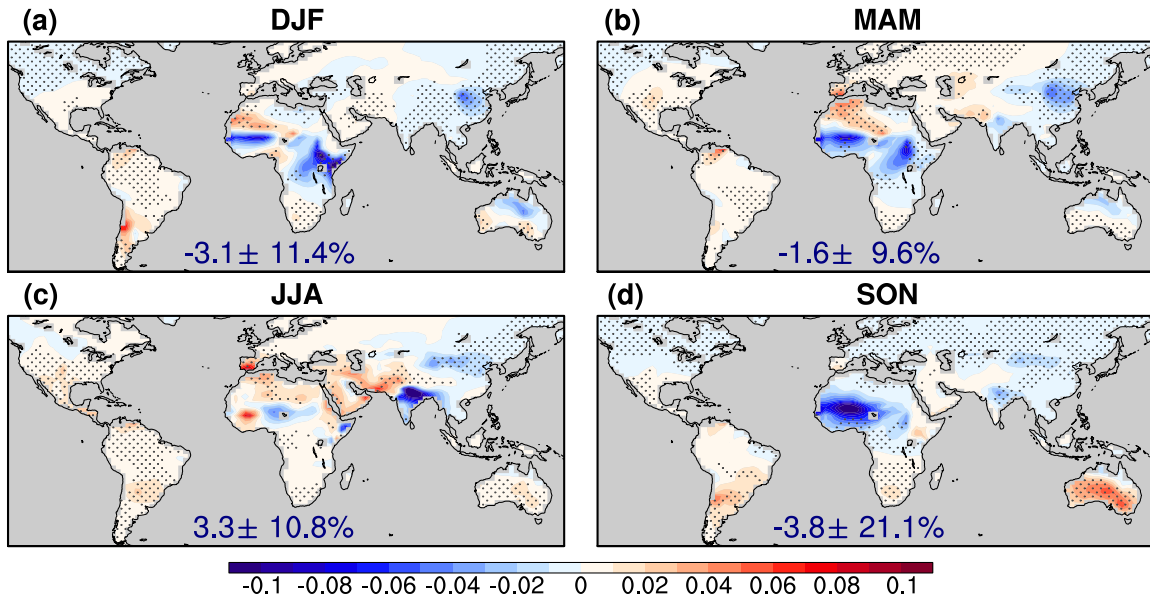 (a) DJF
(b) MAM
-3.1± 11.4%
-1.6± 9.6%
(c) JJA
(d) SON
3.3± 10.8%
-3.8± 21.1%
-0.1 -0.08 -0.06 -0.04 -0.02 0 0.02 0.04 0.06 0.08 0.1